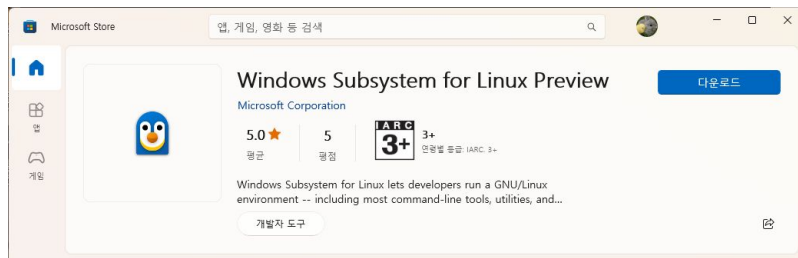 Microsoft Store
앱, 게임, 영화 등 검색
앱
게임
Windows Subsystem for Linux Preview
다운로드
Microsoft Corporation
5.0
평균
5
평점
IARC
3+
3+
연령별 등급: IARC. 3+
Windows Subsystem for Linux lets developers run a GNU/Linux
environment -- including most command-line tools, utilities, and...
개발자 도구